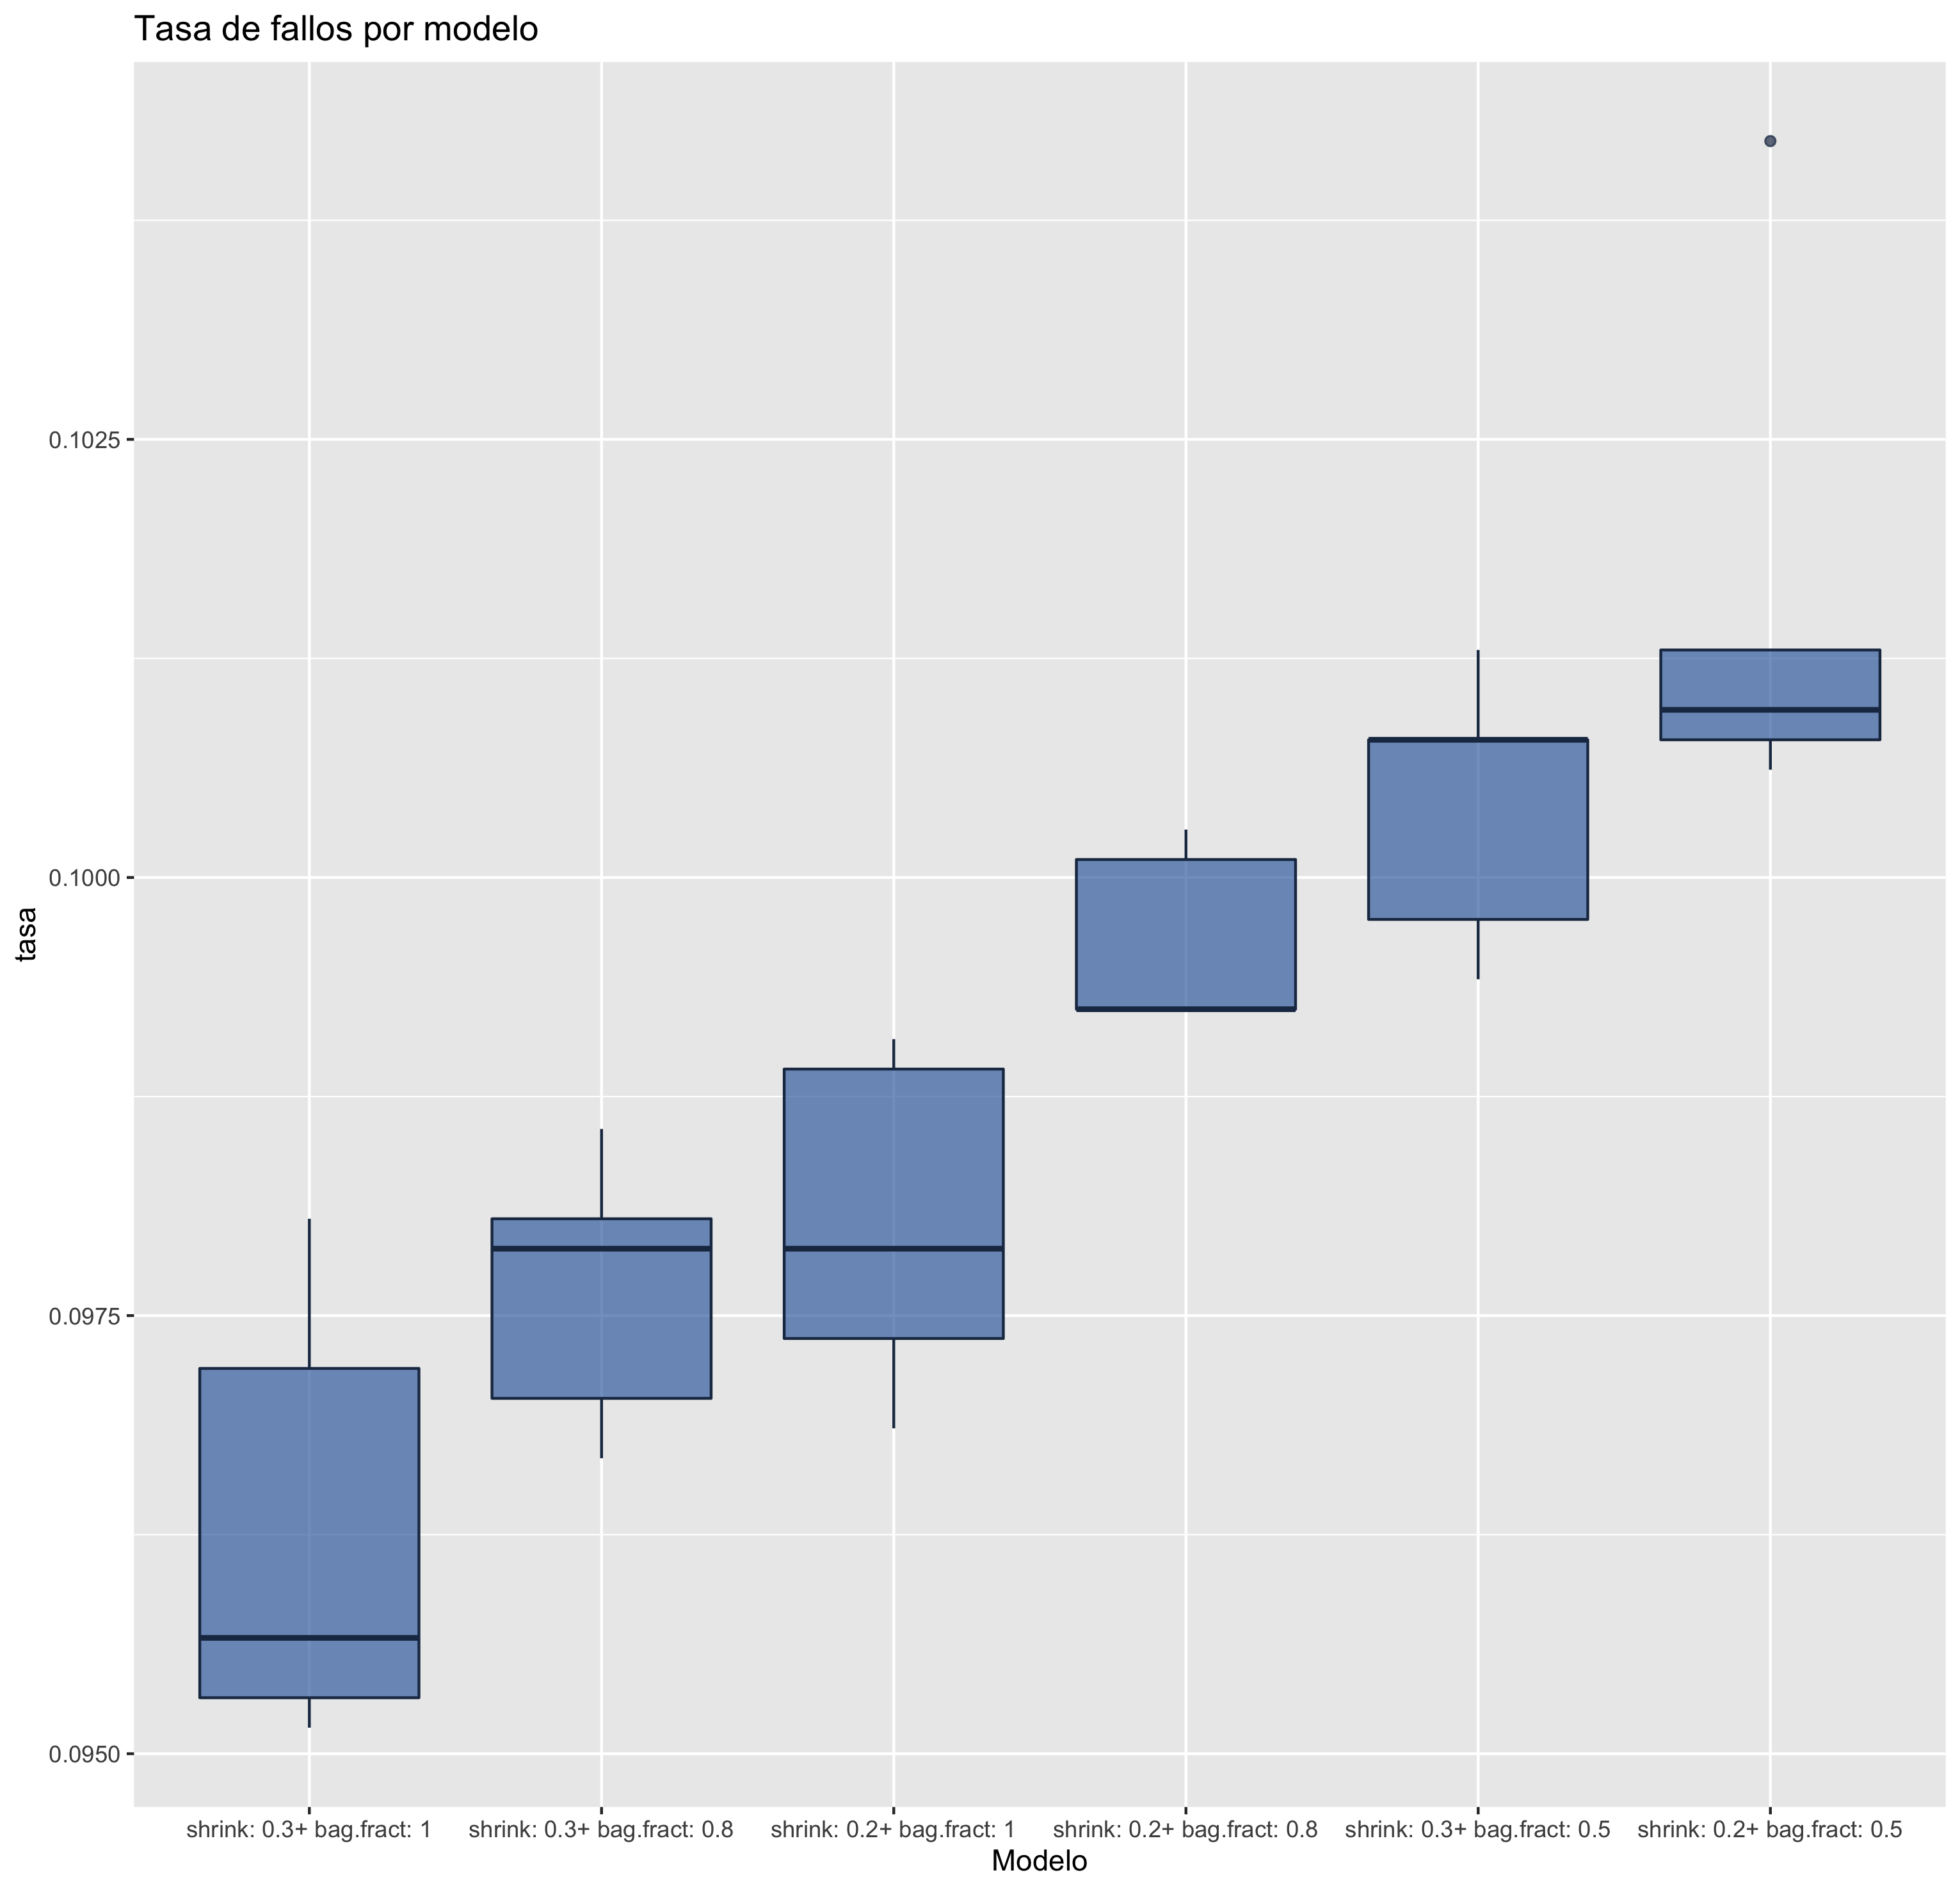 Tasa de fallos por modelo
tasa
0.1025
0.1000
0.0975
0.0950
shrink: 0.3+ bag.fract: 1
shrink: 0.3+ bag.fract: 0.8
shrink: 0.2+ bag.fract: 1
shrink: 0.2+ bag.fract: 0.8
shrink: 0.3+ bag.fract: 0.5
shrink: 0.2+ bag.fract: 0.5
Modelo